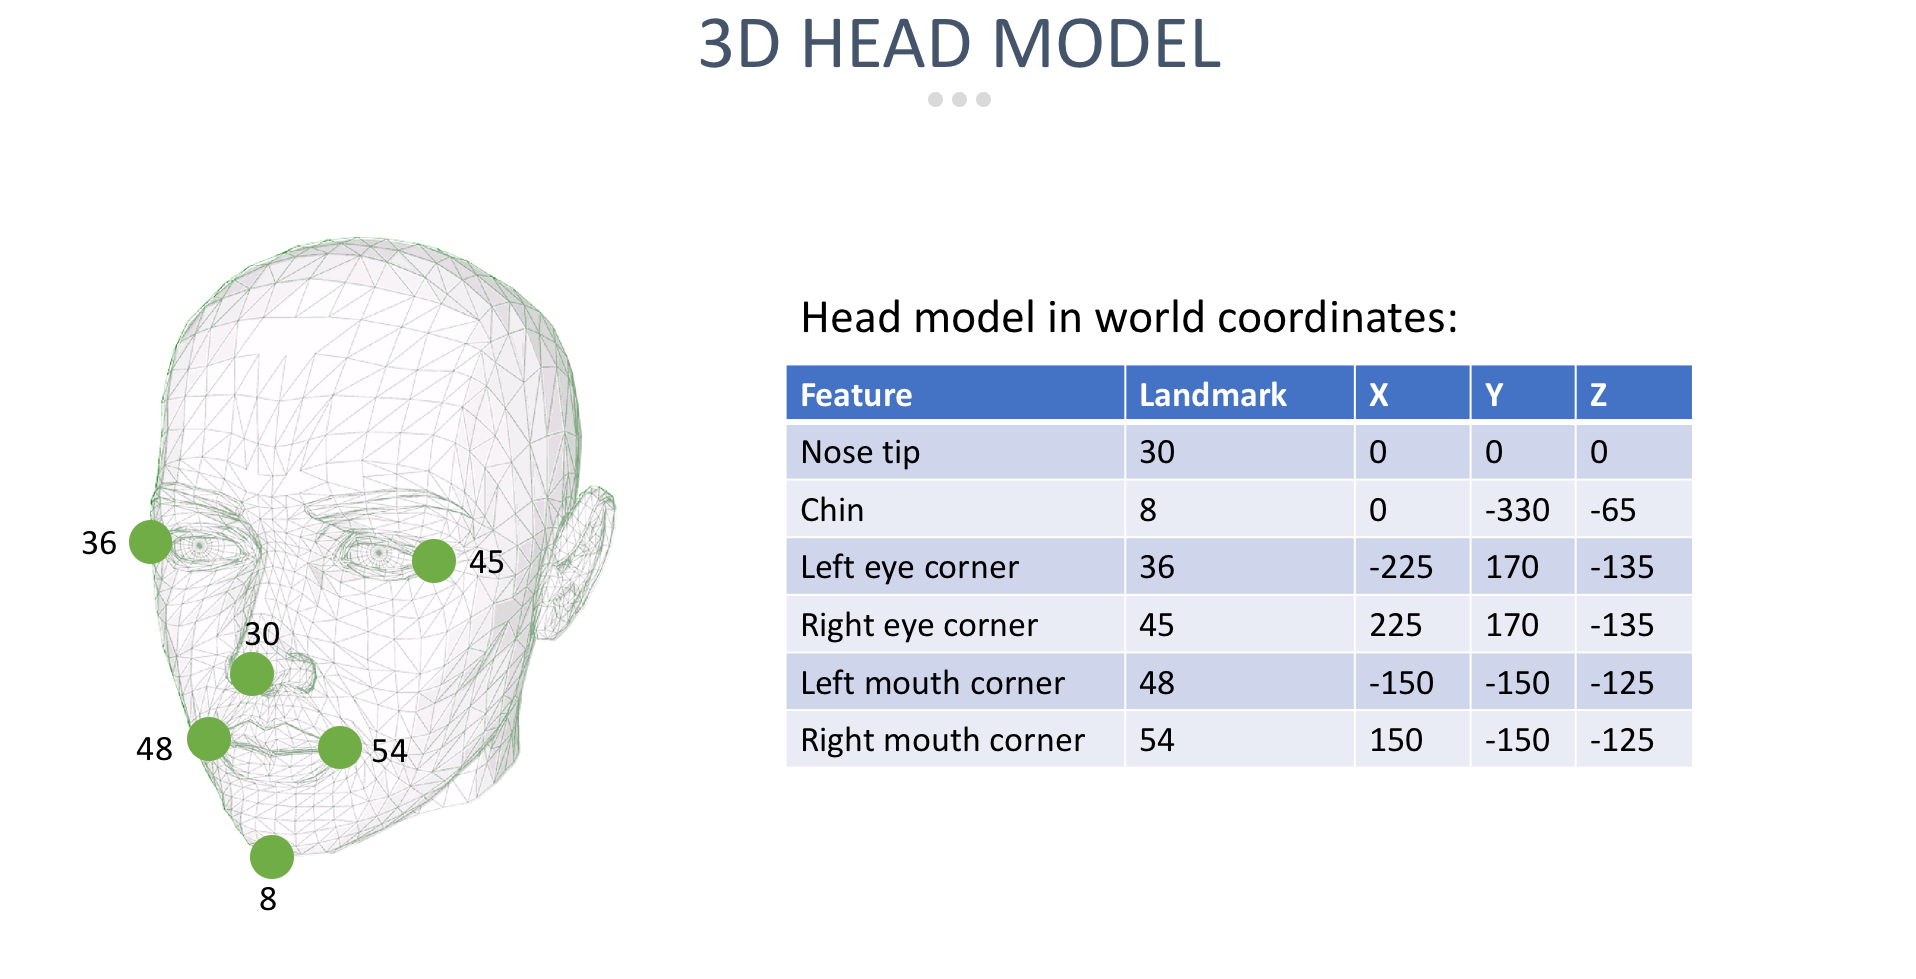 3D HEAD MODEL
Head model in world coordinates:
Feature Landmark X Y Z
Nose tip 30 0 0 0
Chin 8 0 -330 -65
Left eye corner 36 -225 170 -135
Right eye corner 45 225 170 -135
Left mouth corner 48 -150 -150 -125
Right mouth corner 54 150 -150 -125
36
45
30
48
54
8